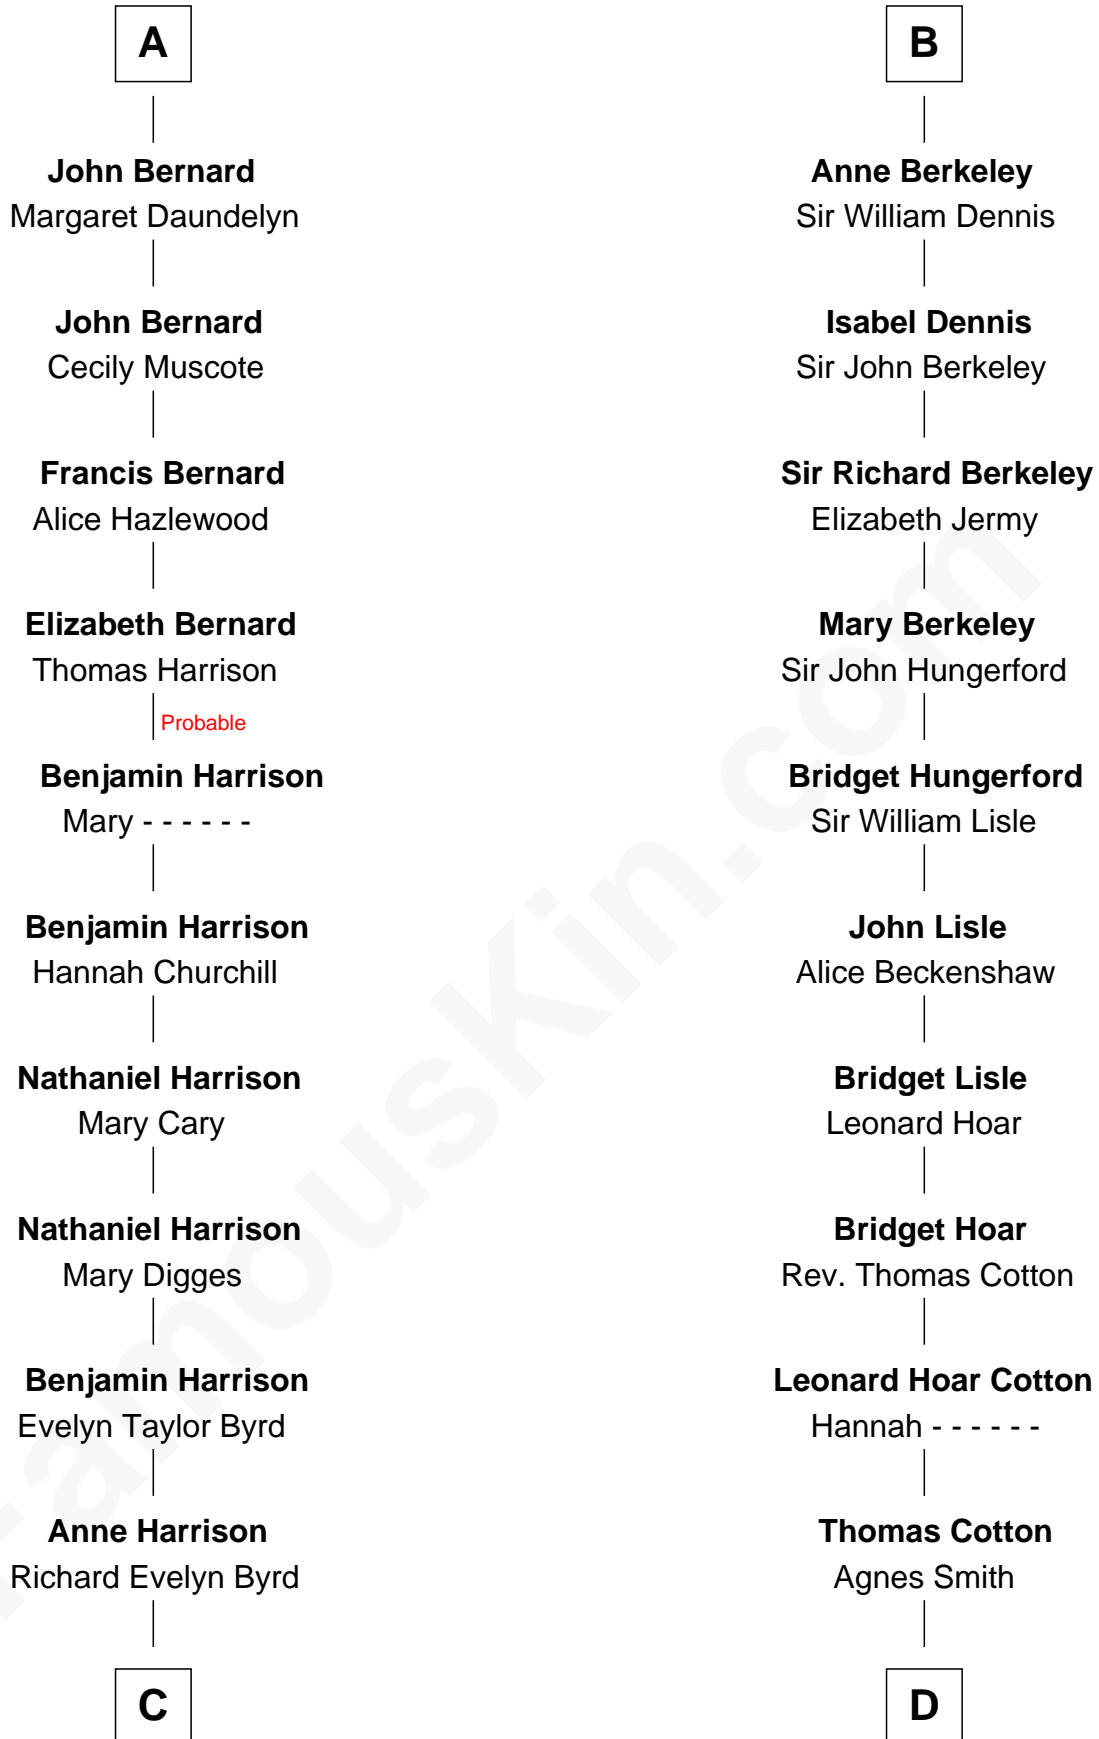 A
John Bernard
Margaret Daundelyn
John Bernard
Cecily Muscote
Francis Bernard
Alice Hazlewood
Elizabeth Bernard
Thomas Harrison
Probable
Benjamin Harrison
Mary - - - - - -
Benjamin Harrison
Hannah Churchill
Nathaniel Harrison
Mary Cary
Nathaniel Harrison
Mary Digges
Benjamin Harrison
Evelyn Taylor Byrd
Anne Harrison
Richard Evelyn Byrd
C
B
Anne Berkeley
Sir William Dennis
Isabel Dennis
Sir John Berkeley
Sir Richard Berkeley
Elizabeth Jermy
Mary Berkeley
Sir John Hungerford
Bridget Hungerford
Sir William Lisle
John Lisle
Alice Beckenshaw
Bridget Lisle
Leonard Hoar
Bridget Hoar
Rev. Thomas Cotton
Leonard Hoar Cotton
Hannah - - - - - -
Thomas Cotton
Agnes Smith
D
FamousKin.com